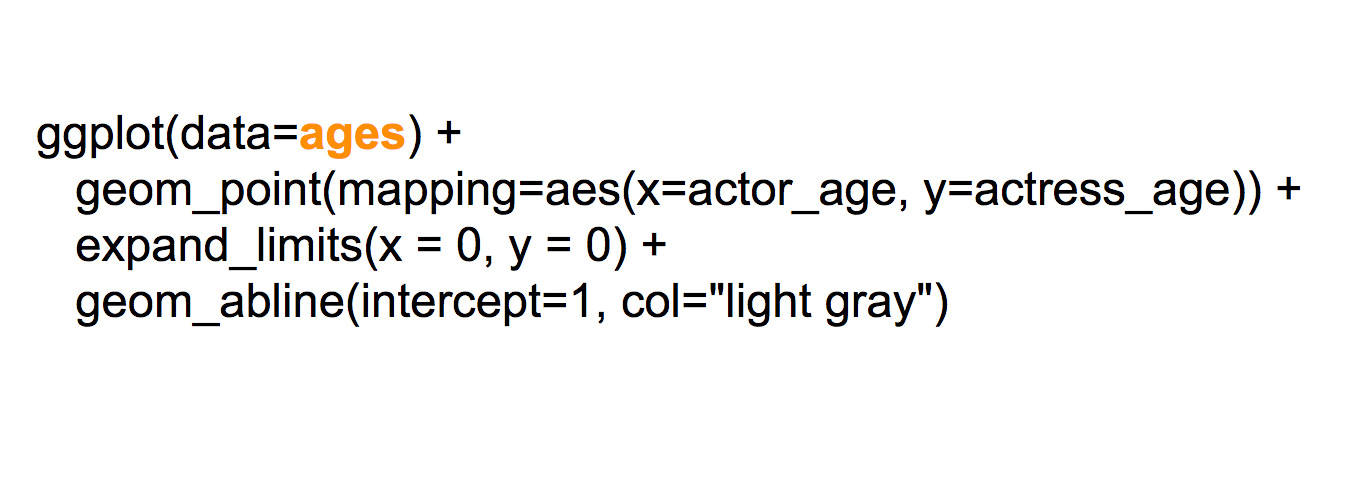 ggplot(data=ages) +
geom_point(mapping=aes(x=actor_age, y=actress_age)) +
expand_limits(x = 0, y = 0) +
geom_abline(intercept=1, col="light gray")